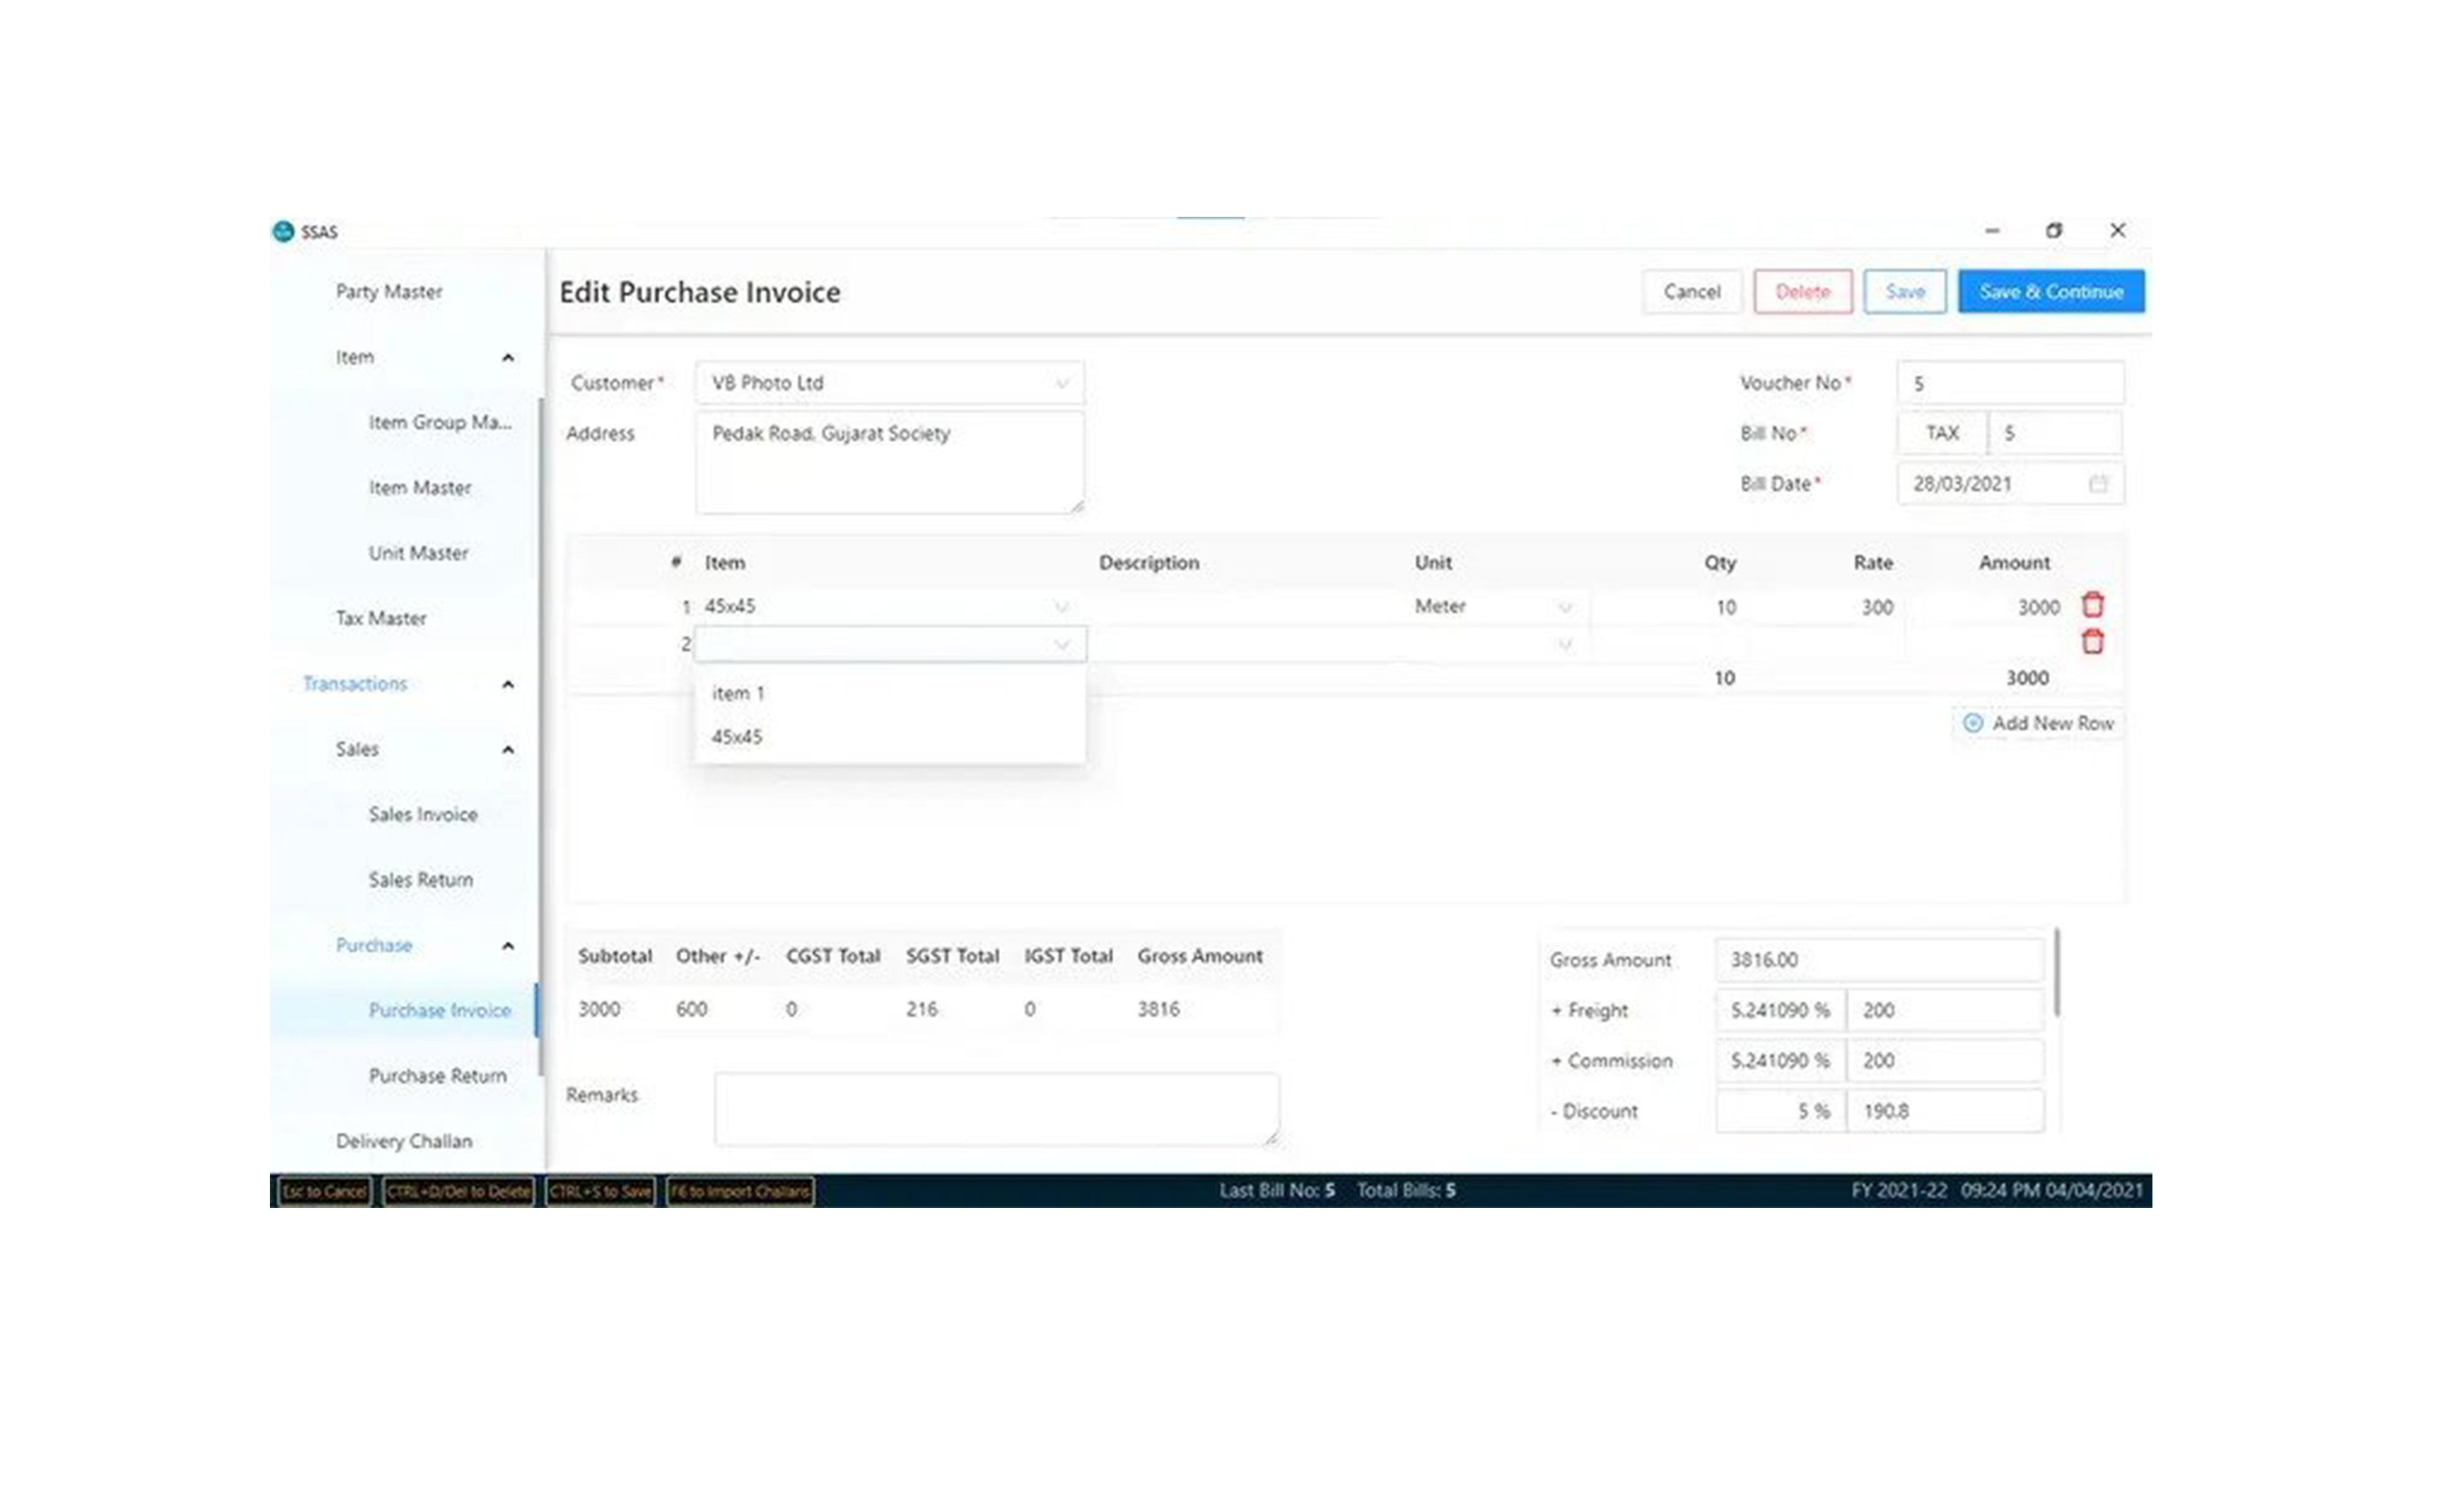 SSAS
Party Master
Item
Item Group Ma...
Item Master
Unit Master
Tax Master
Transactions
Sales
Sales Invoice
Sales Return
Purchase
Purchase Invoice
Purchase Return
Delivery Challan
Edit Purchase Invoice
Cancel Delete Save Save & Continue
Customer* VB Photo Ltd
Address Pedak Road, Gujarat Society
Voucher No* 5
Bill No* TAX 5
Bill Date* 28/03/2021
# Item Description Unit Qty Rate Amount
1 45x45 Meter 10 300 3000
2
10 3000
item 1
45x45
Add New Row
Subtotal Other +/- CGST Total SGST Total IGST Total Gross Amount
3000 600 0 216 0 3816
Remarks
Gross Amount 3816.00
+ Freight 5.241090 % 200
+ Commission 5.241090 % 200
- Discount 5 % 190.8
Esc to Cancel CTRL+D/Del to Delete CTRL+S to Save F6 to Import Challans Last Bill No: 5 Total Bills: 5 FY 2021-22 09:24 PM 04/04/2021